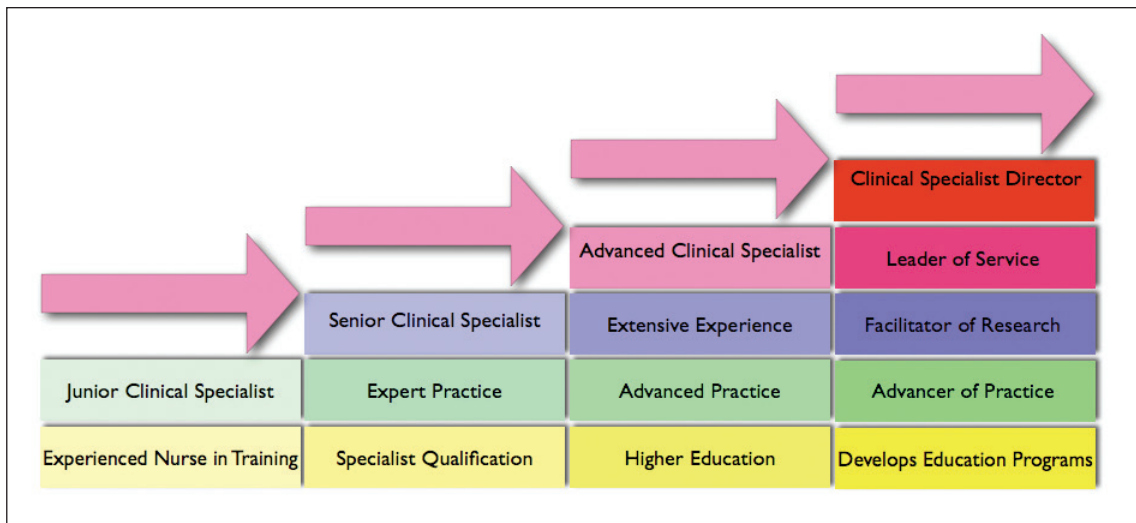 Clinical Specialist Director
Advanced Clinical Specialist
Leader of Service
Senior Clinical Specialist
Extensive Experience
Facilitator of Research
Junior Clinical Specialist
Expert Practice
Advanced Practice
Advancer of Practice
Experienced Nurse in Training
Specialist Qualification
Higher Education
Develops Education Programs